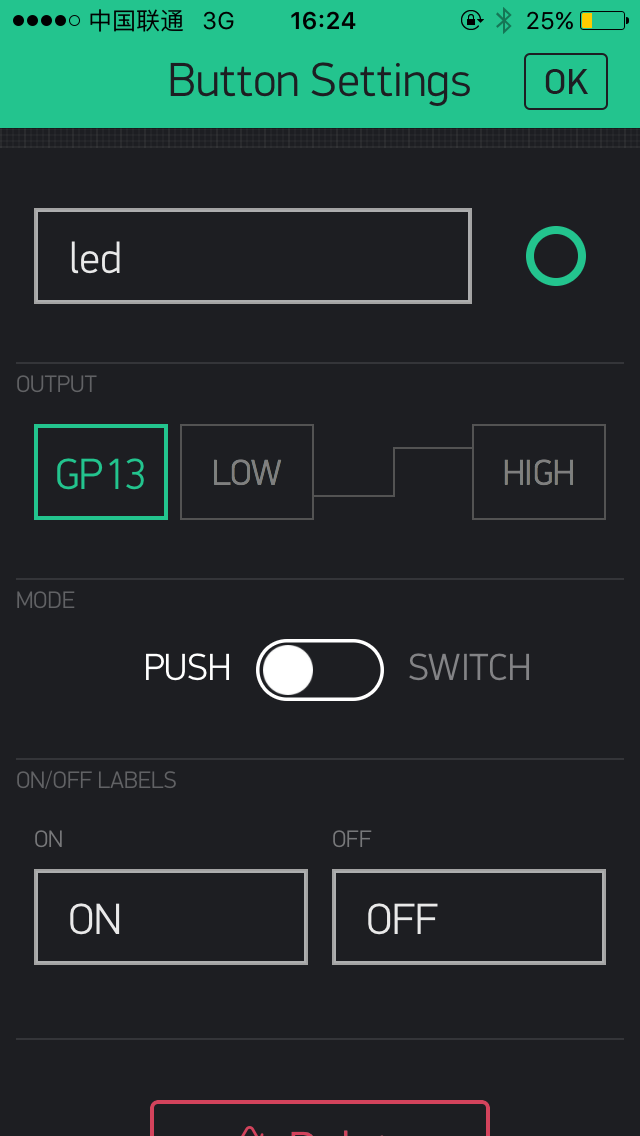 中国联通 3G 16:24 25%
Button Settings OK
led
OUTPUT
GP13 LOW HIGH
MODE
PUSH SWITCH
ON/OFF LABELS
ON OFF
ON OFF